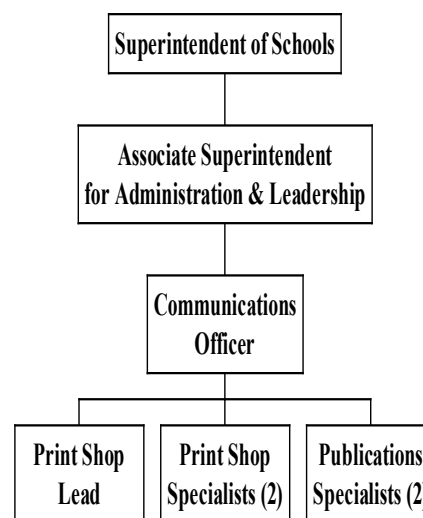 Superintendent of Schools
Associate Superintendent
for Administration & Leadership
Communications
Officer
Print Shop
Lead
Print Shop
Specialists (2)
Publications
Specialists (2)